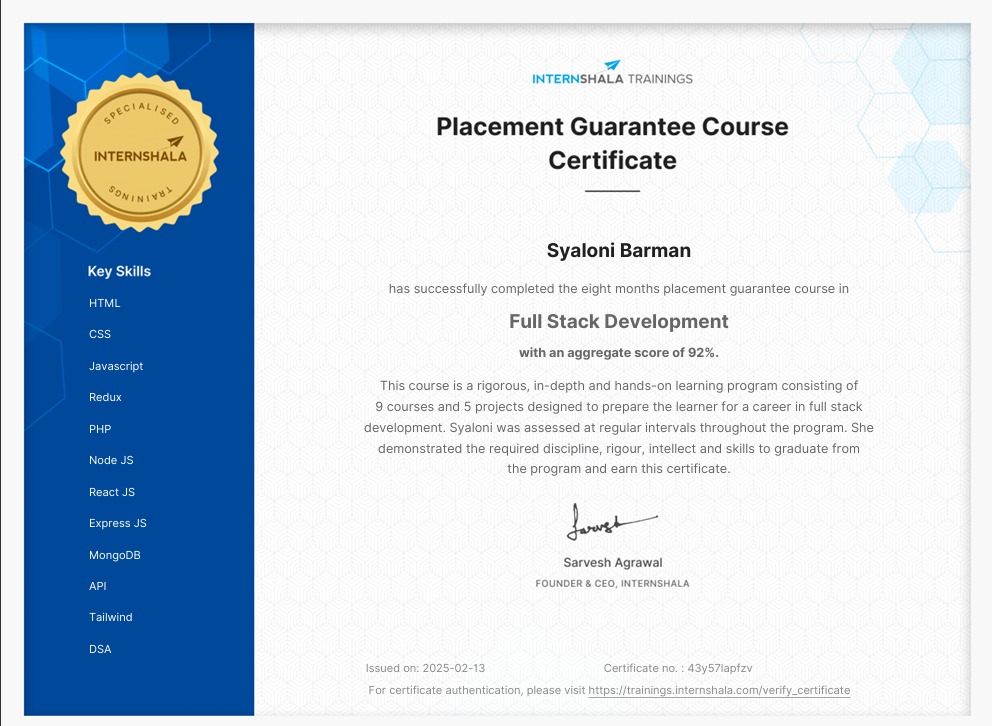 SPECIALISED
INTERNSHALA
TRAININGS
Key Skills
HTML
CSS
Javascript
Redux
PHP
Node JS
React JS
Express JS
MongoDB
API
Tailwind
DSA
INTERNSHALA TRAININGS
Placement Guarantee Course
Certificate
Syaloni Barman
has successfully completed the eight months placement guarantee course in
Full Stack Development
with an aggregate score of 92%.
This course is a rigorous, in-depth and hands-on learning program consisting of
9 courses and 5 projects designed to prepare the learner for a career in full stack
development. Syaloni was assessed at regular intervals throughout the program. She
demonstrated the required discipline, rigour, intellect and skills to graduate from
the program and earn this certificate.
Sarvesh
Sarvesh Agrawal
FOUNDER & CEO, INTERNSHALA
Issued on: 2025-02-13
Certificate no. : 43y57lapfzv
For certificate authentication, please visit https://trainings.internshala.com/verify_certificate